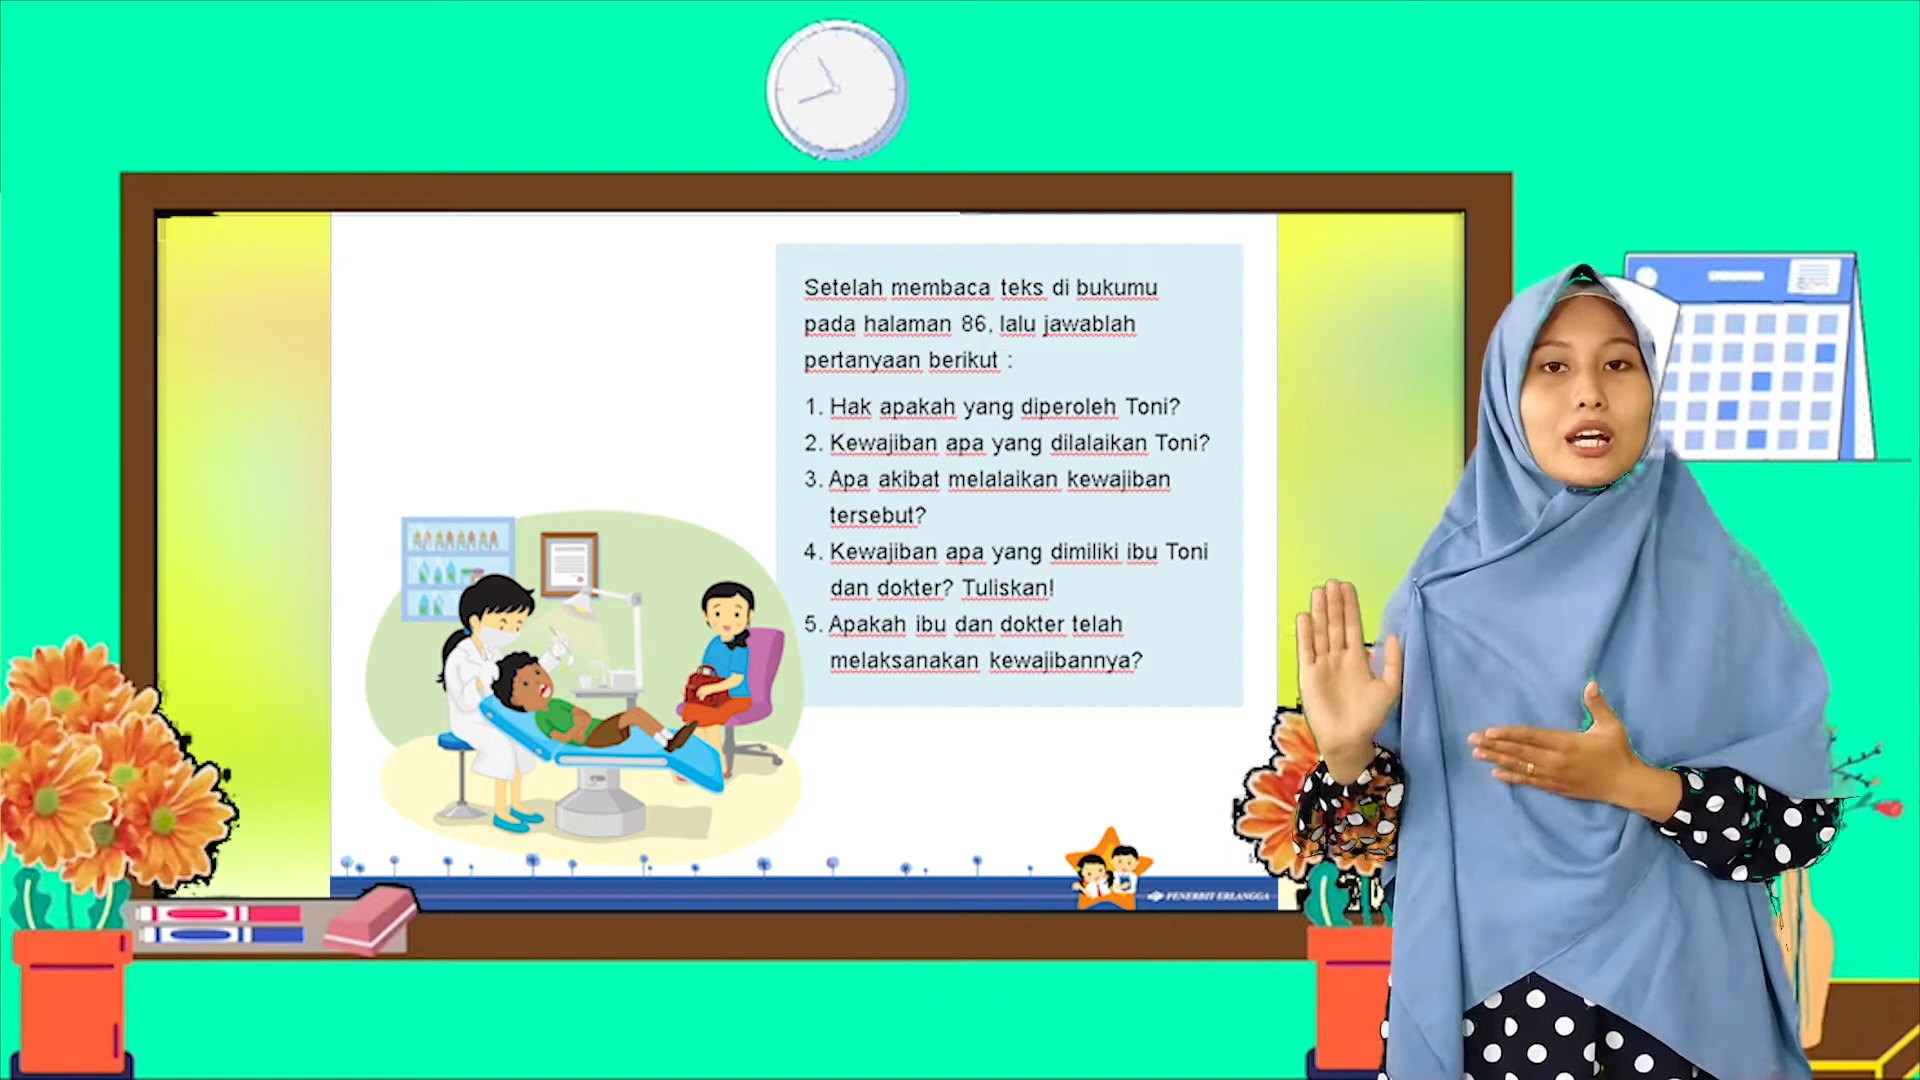 Setelah membaca teks di bukumu
pada halaman 86, lalu jawablah
pertanyaan berikut :
1. Hak apakah yang diperoleh Toni?
2. Kewajiban apa yang dilalaikan Toni?
3. Apa akibat melalaikan kewajiban
tersebut?
4. Kewajiban apa yang dimiliki ibu Toni
dan dokter? Tuliskan!
5. Apakah ibu dan dokter telah
melaksanakan kewajibannya?
PENERBIT ERLANGGA